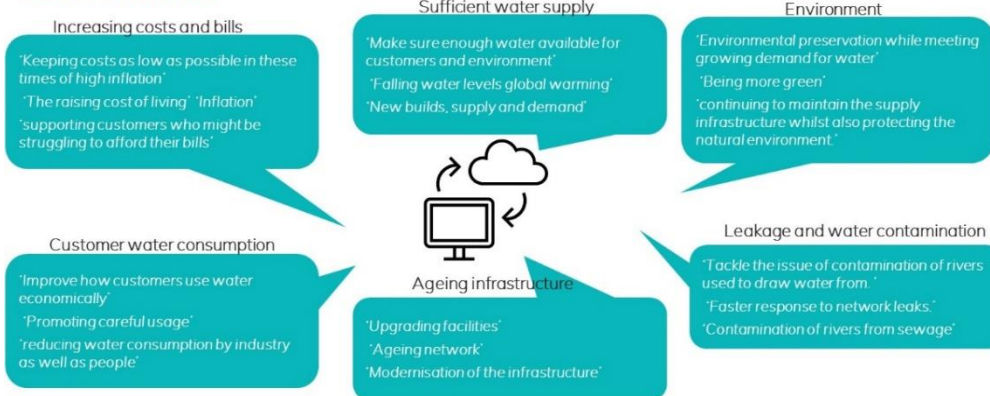 Increasing costs and bills
'Keeping costs as low as possible in these
times of high inflation'
'The raising cost of living' 'Inflation'
'supporting customers who might be
struggling to afford their bills'
Sufficient water supply
'Make sure enough water available for
customers and environment'
'Falling water levels global warming'
'New builds, supply and demand'
Environment
'Environmental preservation while meeting
growing demand for water'
'Being more green'
'continuing to maintain the supply
infrastructure whilst also protecting the
natural environment.'
Customer water consumption
'Improve how customers use water
economically'
'Promoting careful usage'
'reducing water consumption by industry
as well as people'
Ageing infrastructure
'Upgrading facilities'
'Ageing network'
'Modernisation of the infrastructure'
Leakage and water contamination
'Tackle the issue of contamination of rivers
used to draw water from. '
'Faster response to network leaks.'
'Contamination of rivers from sewage'